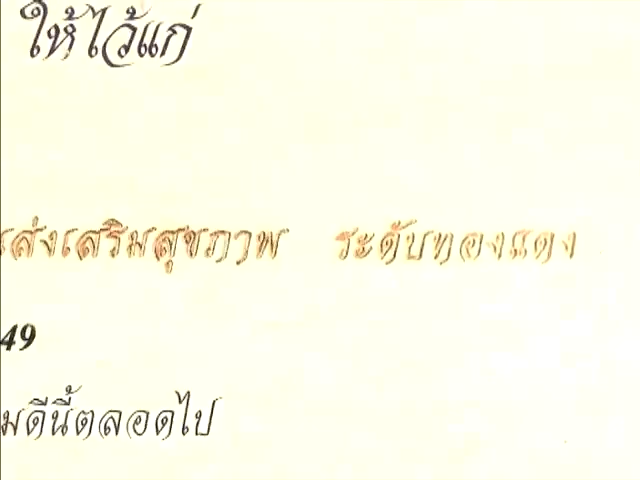 ให้ไว้แก่
รส่งเสริมสุขภาพ ระดับทองแดง
49
มดีนี้ตลอดไป